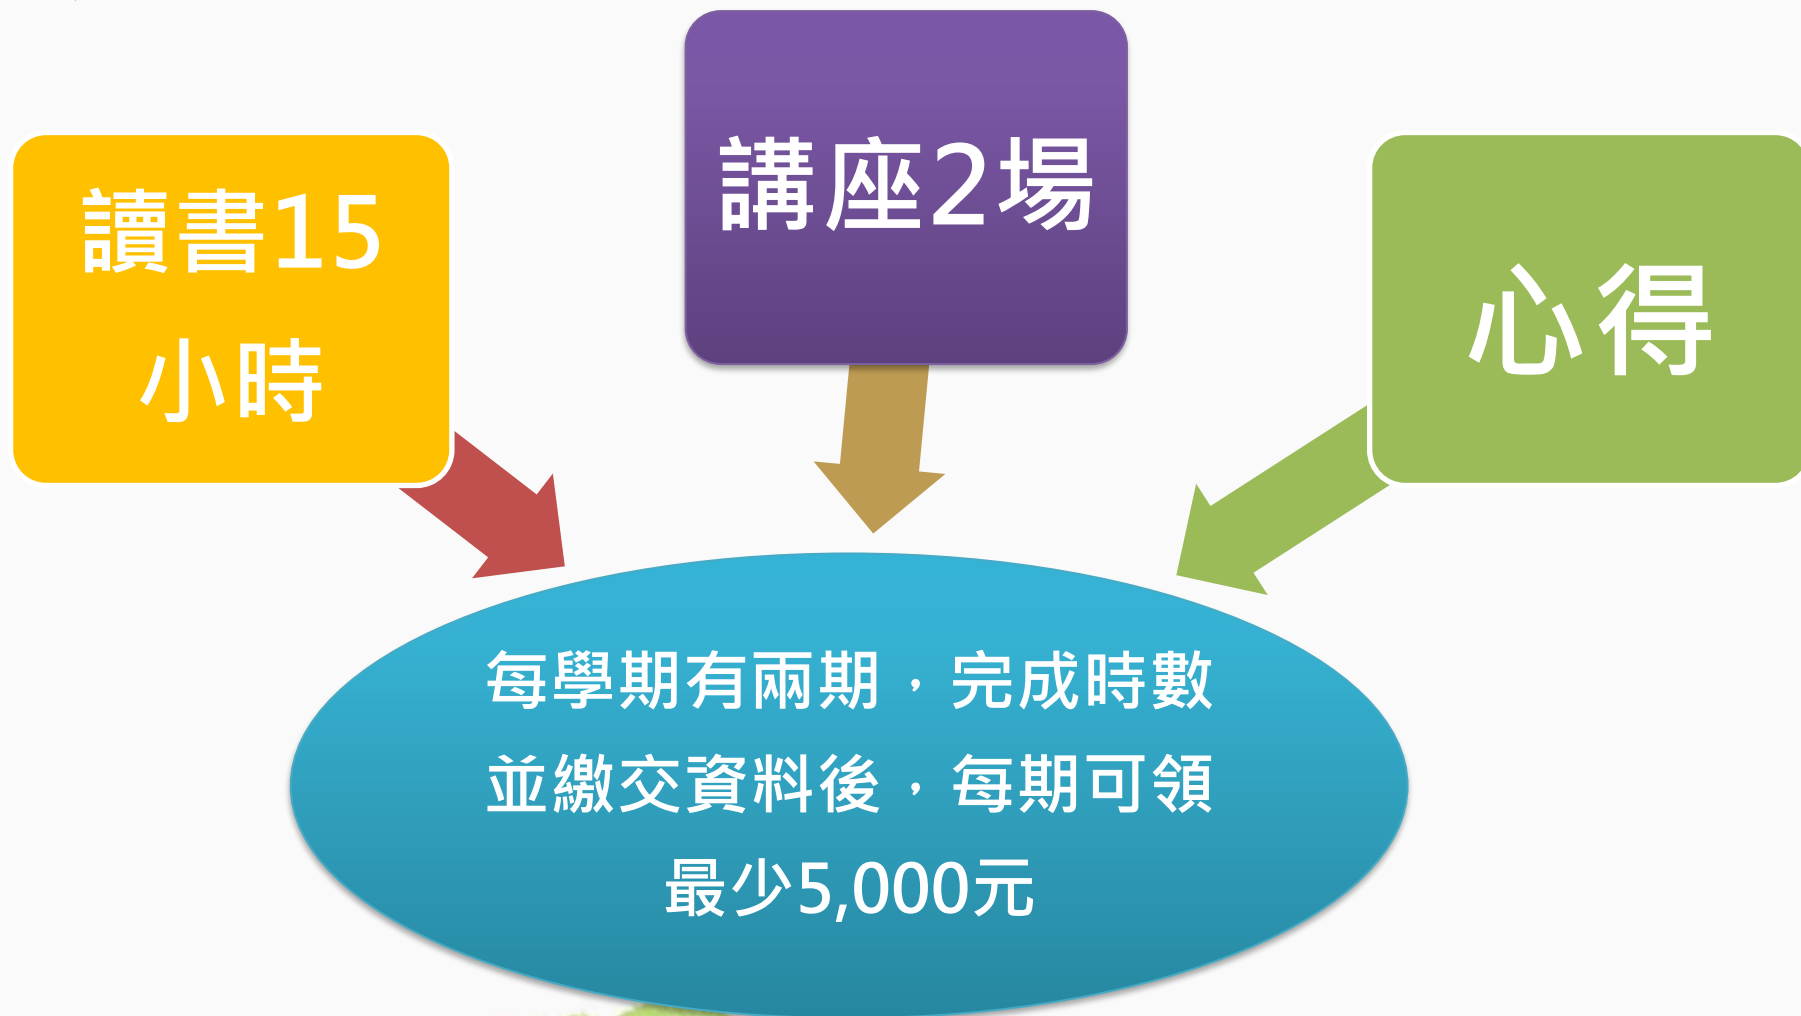 讀書15
小時
講座2場
心得
每學期有兩期，完成時數
並繳交資料後，每期可領
最少5,000元